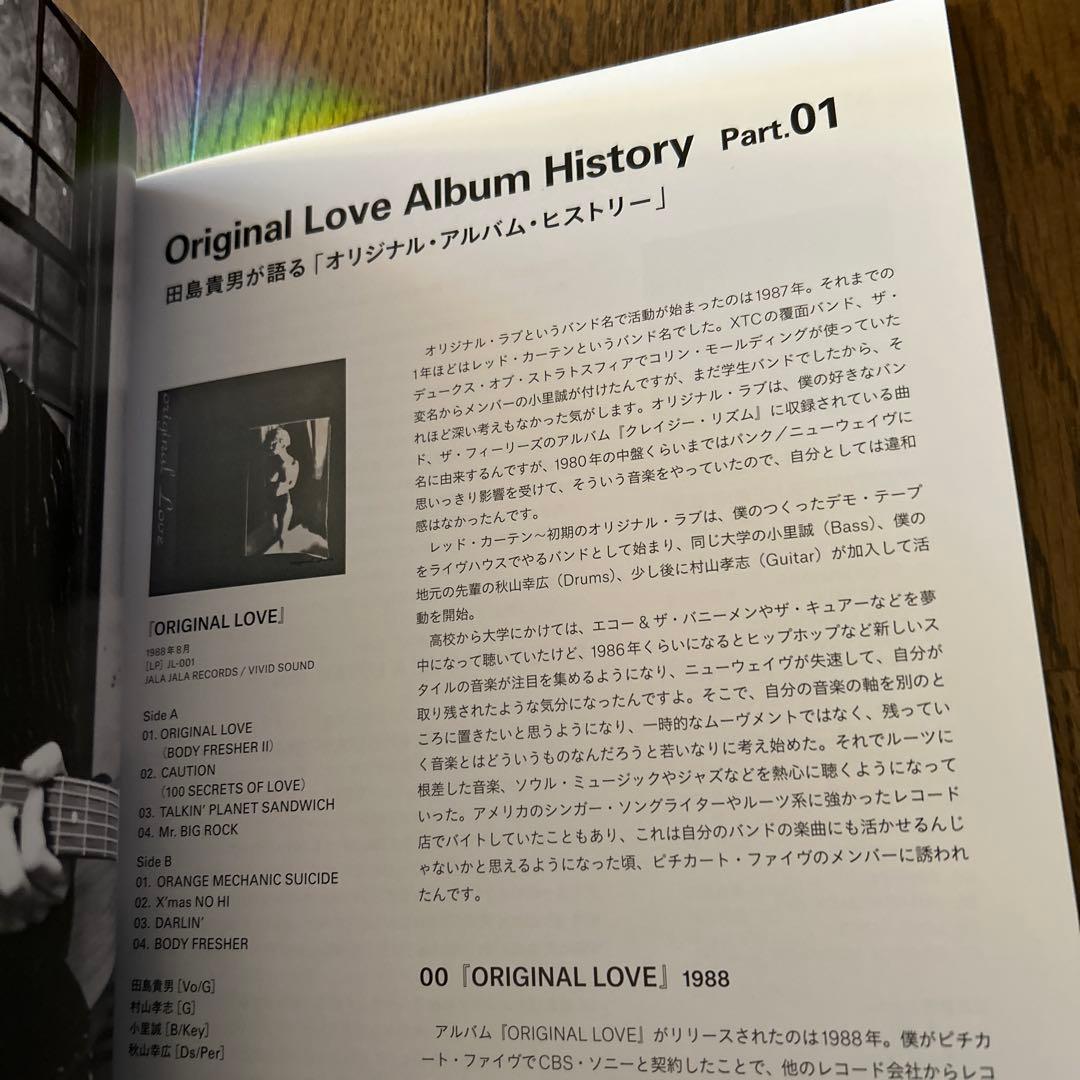 Original Love Album History Part.01
田島貴男が語る「オリジナル・アルバム・ヒストリー」
original Love
『ORIGINAL LOVE』
1988年8月
［LP］JL-001
JALA JALA RECORDS / VIVID SOUND
Side A
01. ORIGINAL LOVE
（BODY FRESHER II）
02. CAUTION
（100 SECRETS OF LOVE）
03. TALKIN' PLANET SANDWICH
04. Mr. BIG ROCK
Side B
01. ORANGE MECHANIC SUICIDE
02. X'mas NO HI
03. DARLIN'
04. BODY FRESHER
田島貴男［Vo/G］
村山孝志［G］
小里誠［B/Key］
秋山幸広［Ds/Per］
オリジナル・ラブというバンド名で活動が始まったのは1987年。それまでの
1年ほどはレッド・カーテンというバンド名でした。XTCの覆面バンド、ザ・
デュークス・オブ・ストラトスフィアでコリン・モールディングが使っていた
変名からメンバーの小里誠が付けたんですが、まだ学生バンドでしたから、そ
れほど深い考えもなかった気がします。オリジナル・ラブは、僕の好きなバン
ド、ザ・フィーリーズのアルバム『クレイジー・リズム』に収録されている曲
名に由来するんですが、1980年の中盤くらいまではパンク／ニューウェイヴに
思いっきり影響を受けて、そういう音楽をやっていたので、自分としては違和
感はなかったんです。
レッド・カーテン〜初期のオリジナル・ラブは、僕のつくったデモ・テープ
をライヴハウスでやるバンドとして始まり、同じ大学の小里誠（Bass）、僕の
地元の先輩の秋山幸広（Drums）、少し後に村山孝志（Guitar）が加入して活
動を開始。
高校から大学にかけては、エコー＆ザ・バニーメンやザ・キュアーなどを夢
中になって聴いていたけど、1986年くらいになるとヒップホップなど新しいス
タイルの音楽が注目を集めるようになり、ニューウェイヴが失速して、自分が
取り残されたような気分になったんですよ。そこで、自分の音楽の軸を別のと
ころに置きたいと思うようになり、一時的なムーヴメントではなく、残ってい
く音楽とはどういうものなんだろうと若いなりに考え始めた。それでルーツに
根差した音楽、ソウル・ミュージックやジャズなどを熱心に聴くようになって
いった。アメリカのシンガー・ソングライターやルーツ系に強かったレコード
店でバイトしていたこともあり、これは自分のバンドの楽曲にも活かせるんじ
ゃないかと思えるようになった頃、ピチカート・ファイヴのメンバーに誘われ
たんです。
00『ORIGINAL LOVE』1988
アルバム『ORIGINAL LOVE』がリリースされたのは1988年。僕がピチカ
ート・ファイヴでCBS・ソニーと契約したことで、他のレコード会社からレコ